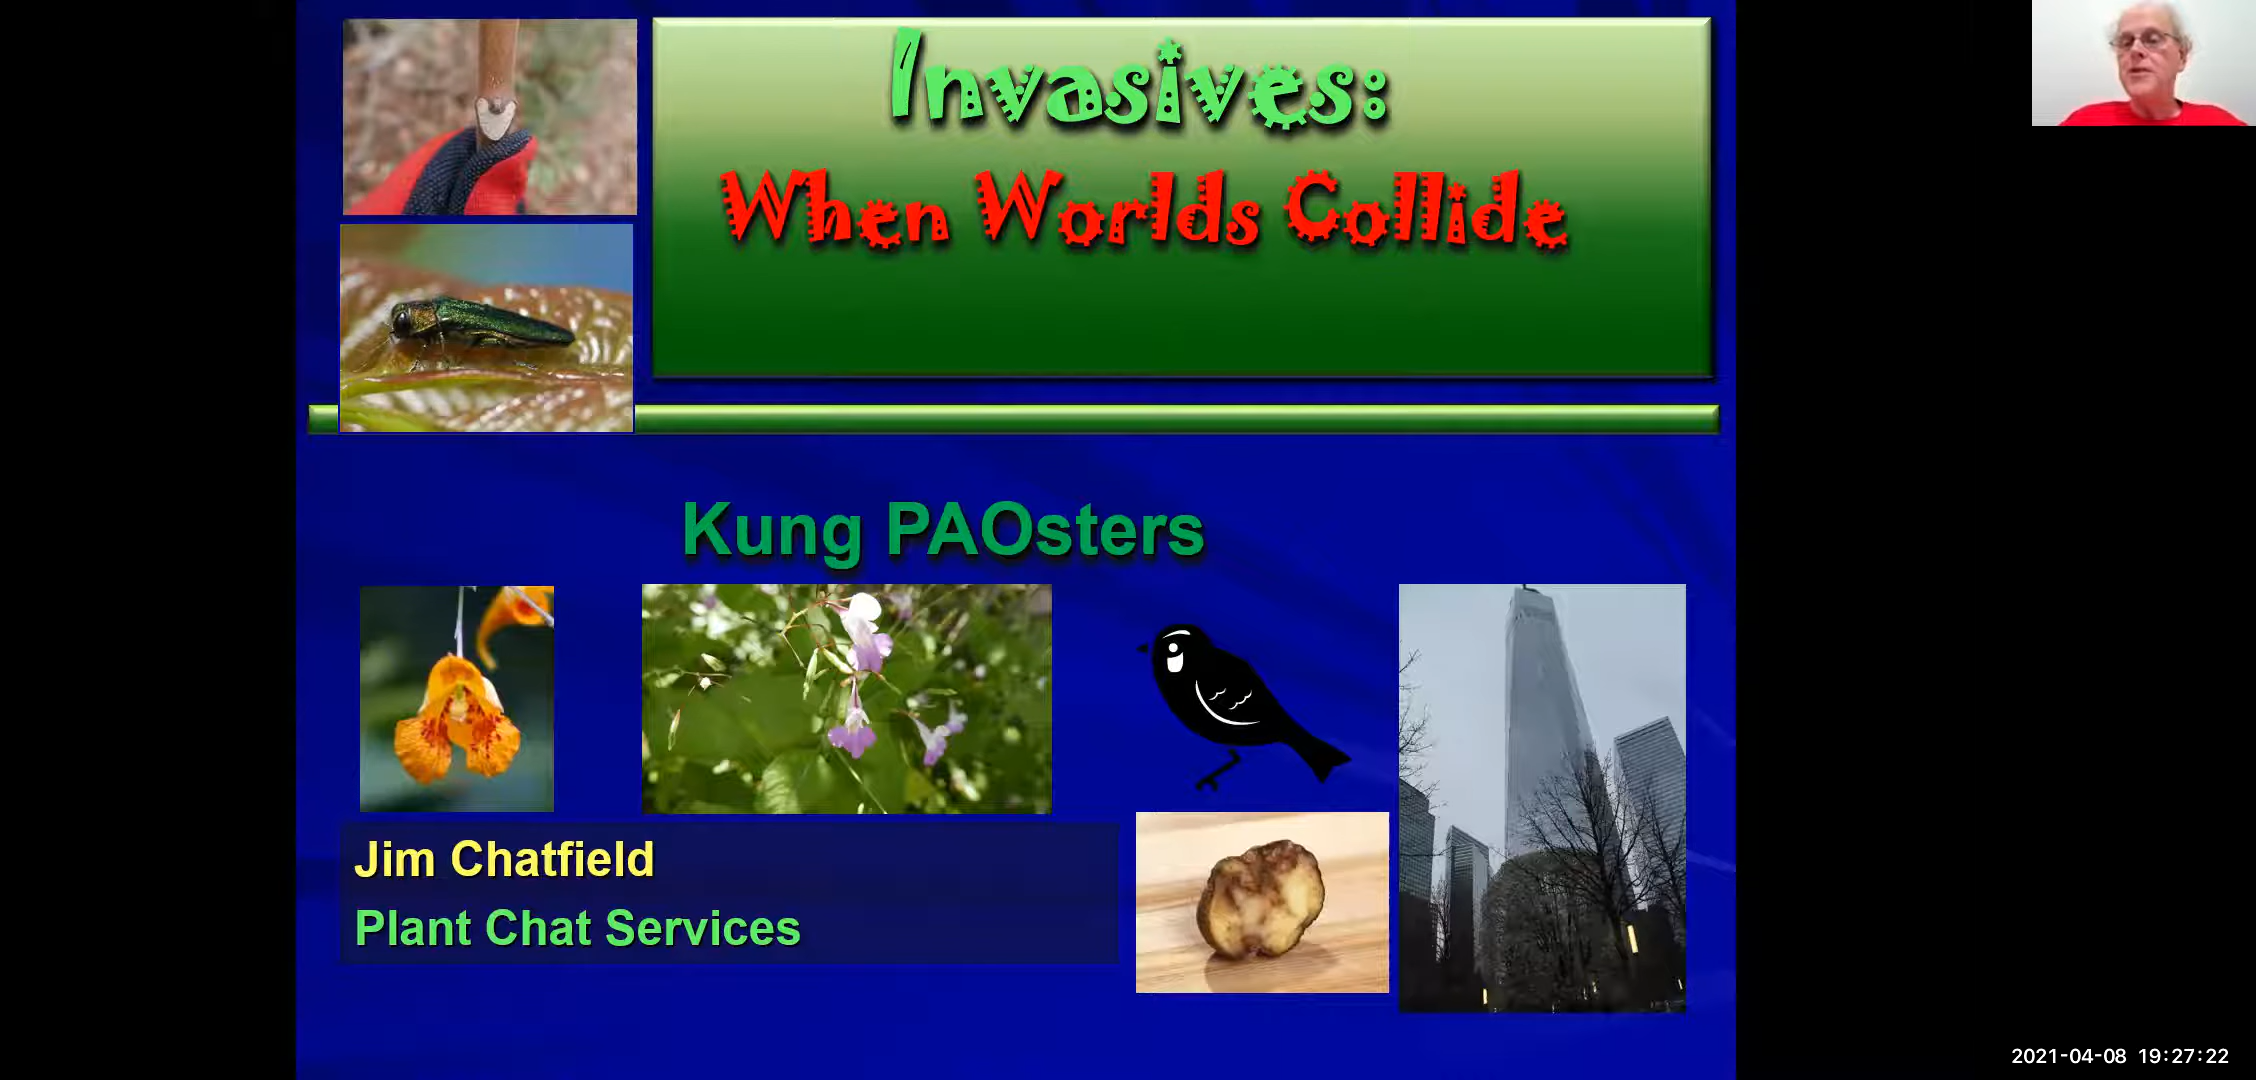 Invasives:
When Worlds Collide
Kung PAOsters
Jim Chatfield
Plant Chat Services
2021-04-08 19:27:22